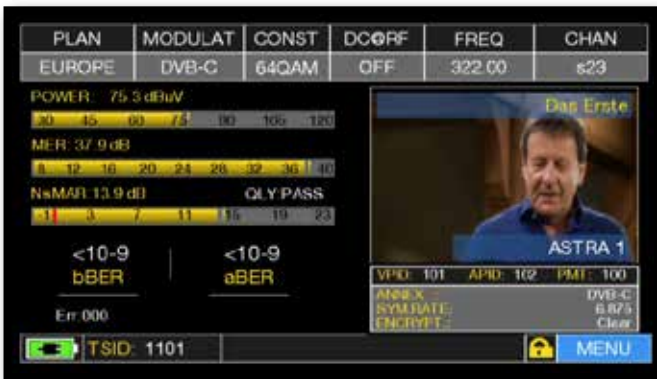 PLAN MODULAT CONST DC@RF FREQ CHAN
EUROPE DVB-C 64QAM OFF 322.00 s23
POWER: 75.3 dBuV
30 45 60 75 90 105 120
MER: 37.9 dB
8 12 16 20 24 28 32 36 40
NsMAR: 13.9 dB QLY:PASS
-1 3 7 11 15 19 23
<10-9 <10-9
bBER aBER
Err:000
Das Erste
ASTRA 1
VPID: 101 APID: 102 PMT: 100
ANNEX: DVB-C
SYM.RATE: 6.875
ENCRYPT.: Clear
TSID: 1101 MENU